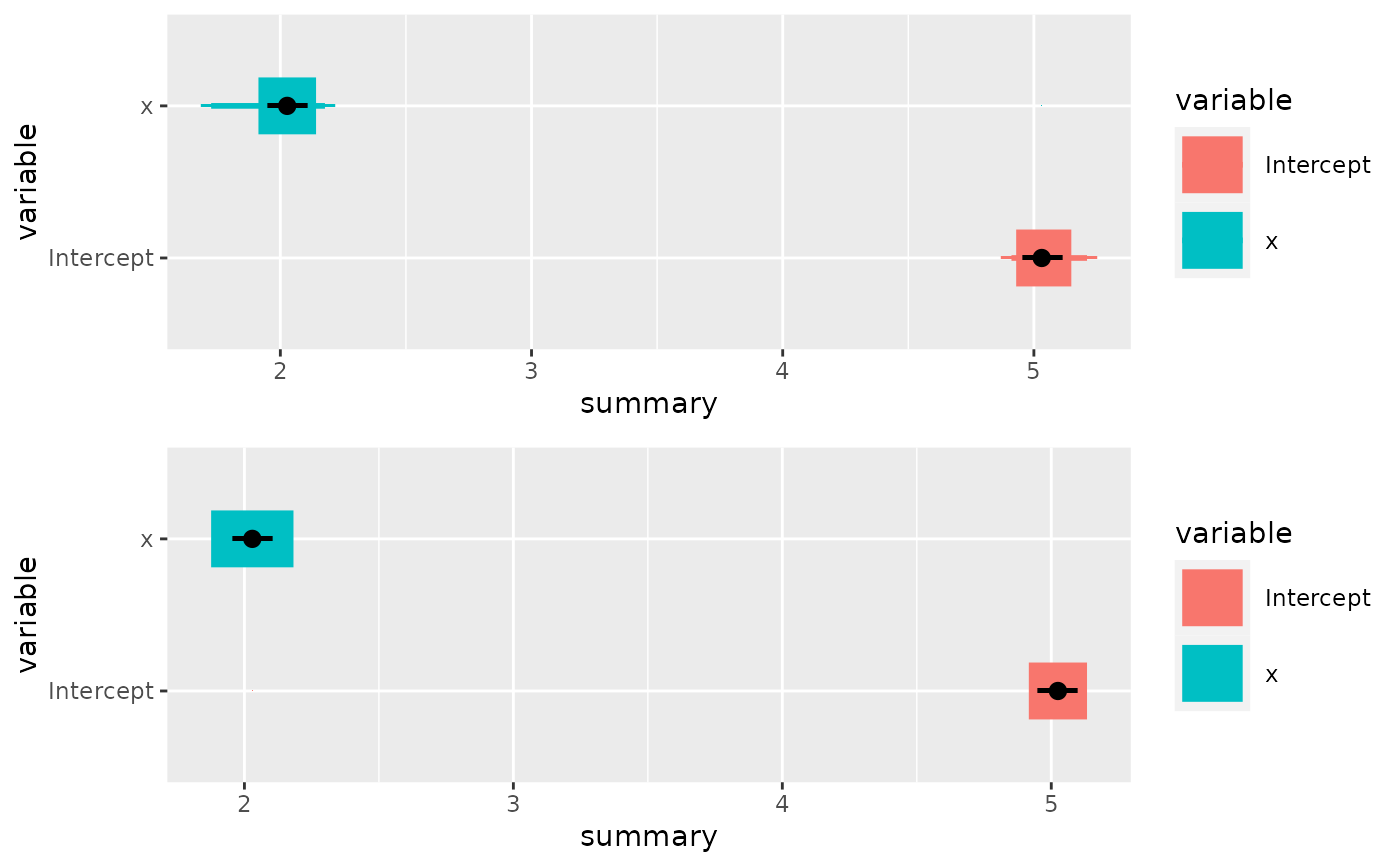 variable
x
Intercept
2 3 4 5
summary
variable
Intercept
x
variable
x
Intercept
2 3 4 5
summary
variable
Intercept
x